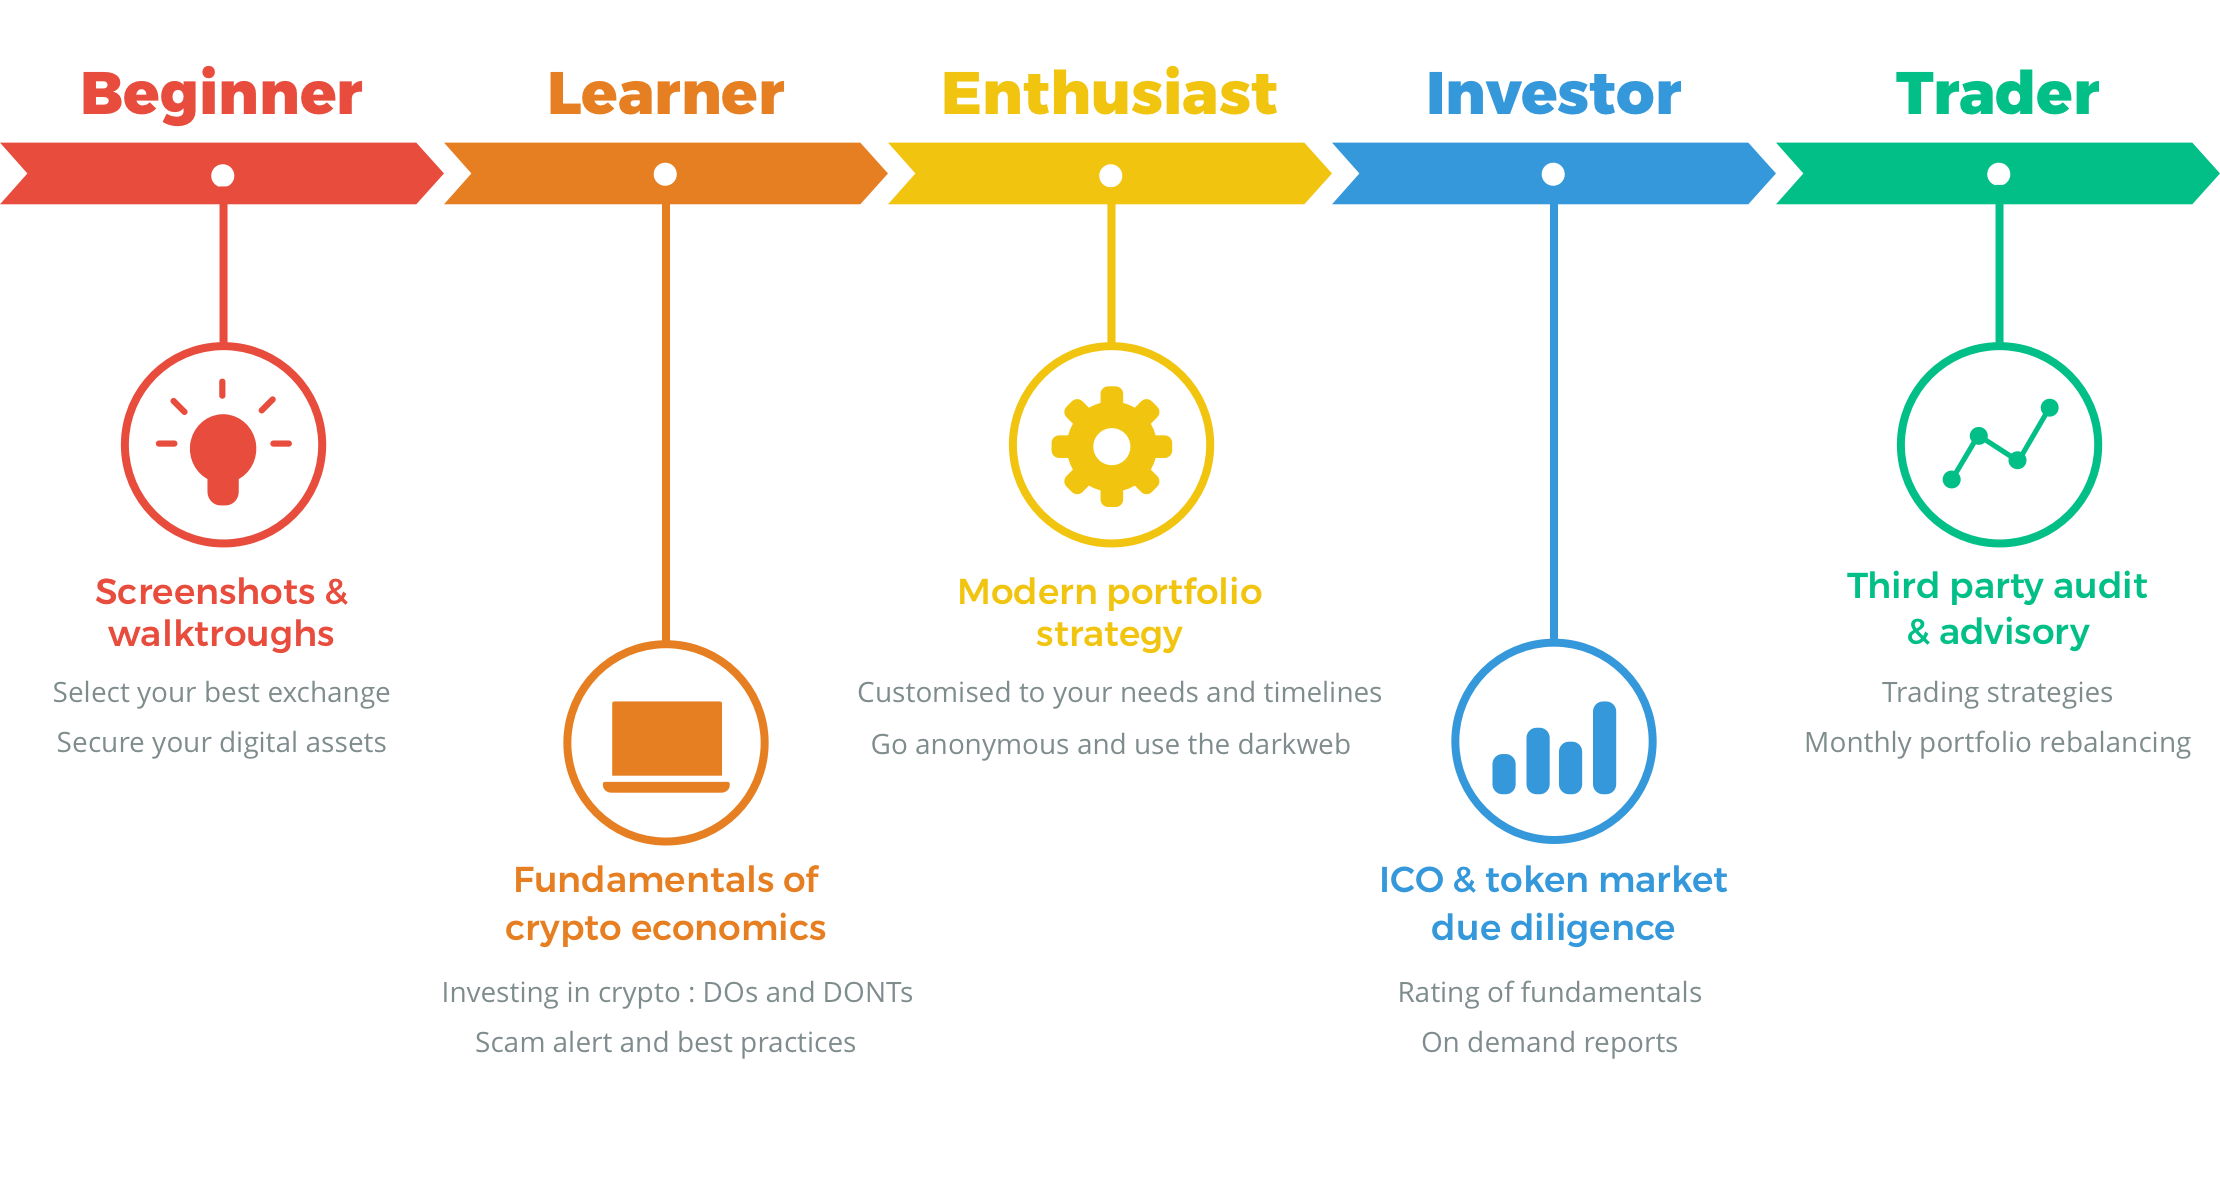 Beginner
Learner
Enthusiast
Investor
Trader
Screenshots &
walktroughs
Select your best exchange
Secure your digital assets
Fundamentals of
crypto economics
Investing in crypto : DOs and DONTs
Scam alert and best practices
Modern portfolio
strategy
Customised to your needs and timelines
Go anonymous and use the darkweb
ICO & token market
due diligence
Rating of fundamentals
On demand reports
Third party audit
& advisory
Trading strategies
Monthly portfolio rebalancing